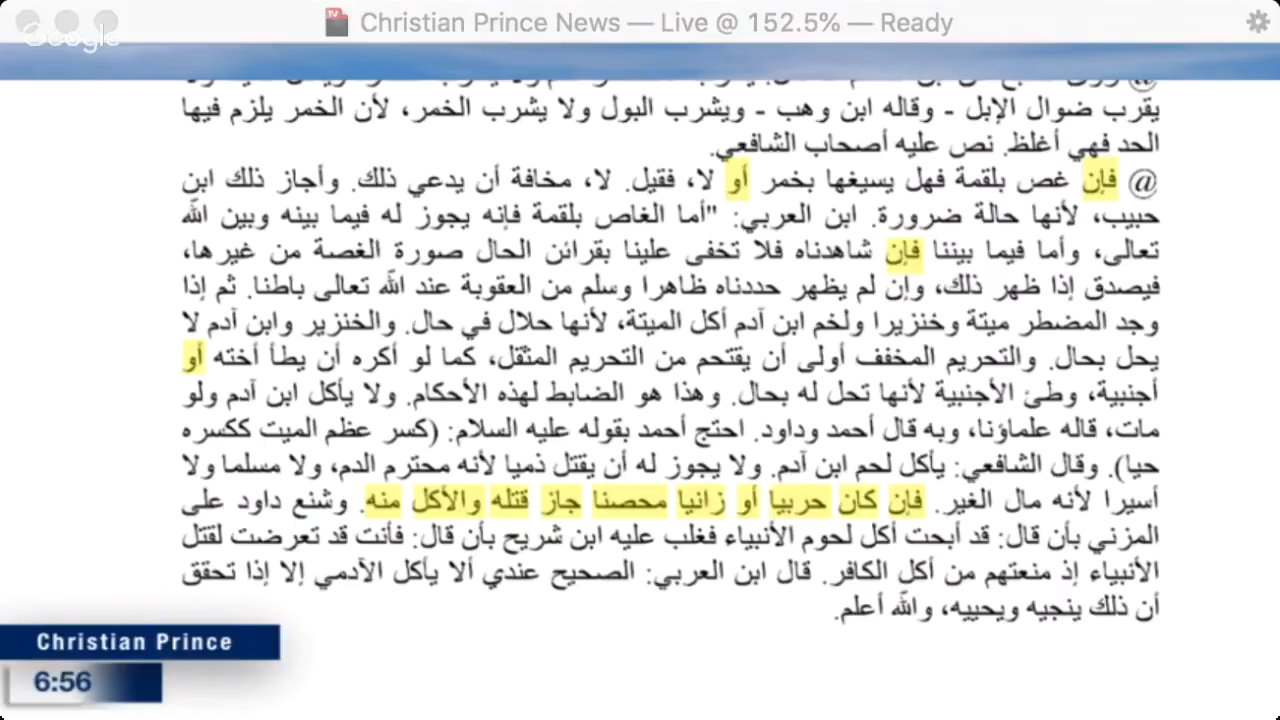 Christian Prince News — Live @ 152.5% — Ready
Google
يقرب ضوال الإبل - وقاله ابن وهب - ويشرب البول ولا يشرب الخمر، لأن الخمر يلزم فيها
الحد فهي أغلظ. نص عليه أصحاب الشافعي.
@ فإن غص بلقمة فهل يسيغها بخمر أو لا، فقيل. لا، مخافة أن يدعي ذلك. وأجاز ذلك ابن
حبيب، لأنها حالة ضرورة. ابن العربي: "أما الغاص بلقمة فإنه يجوز له فيما بينه وبين الله
تعالى، وأما فيما بيننا فإن شاهدناه فلا تخفى علينا بقرائن الحال صورة الغصة من غيرها،
فيصدق إذا ظهر ذلك، وإن لم يظهر حددناه ظاهرا وسلم من العقوبة عند الله تعالى باطنا. ثم إذا
وجد المضطر ميتة وخنزيرا ولخم ابن آدم أكل الميتة، لأنها حلال في حال. والخنزير وابن آدم لا
يحل بحال. والتحريم المخفف أولى أن يقتحم من التحريم المثقل، كما لو أكره أن يطأ أخته أو
أجنبية، وطئ الأجنبية لأنها تحل له بحال. وهذا هو الضابط لهذه الأحكام. ولا يأكل ابن آدم ولو
مات، قاله علماؤنا، وبه قال أحمد وداود. احتج أحمد بقوله عليه السلام: (كسر عظم الميت ككسره
حيا). وقال الشافعي: يأكل لحم ابن آدم. ولا يجوز له أن يقتل ذميا لأنه محترم الدم، ولا مسلما ولا
أسيرا لأنه مال الغير. فإن كان حربيا أو زانيا محصنا جاز قتله والأكل منه. وشنع داود على
المزني بأن قال: قد أبحت أكل لحوم الأنبياء فغلب عليه ابن شريح بأن قال: فأنت قد تعرضت لقتل
الأنبياء إذ منعتهم من أكل الكافر. قال ابن العربي: الصحيح عندي ألا يأكل الآدمي إلا إذا تحقق
أن ذلك ينجيه ويحييه، والله أعلم.
Christian Prince
6:56